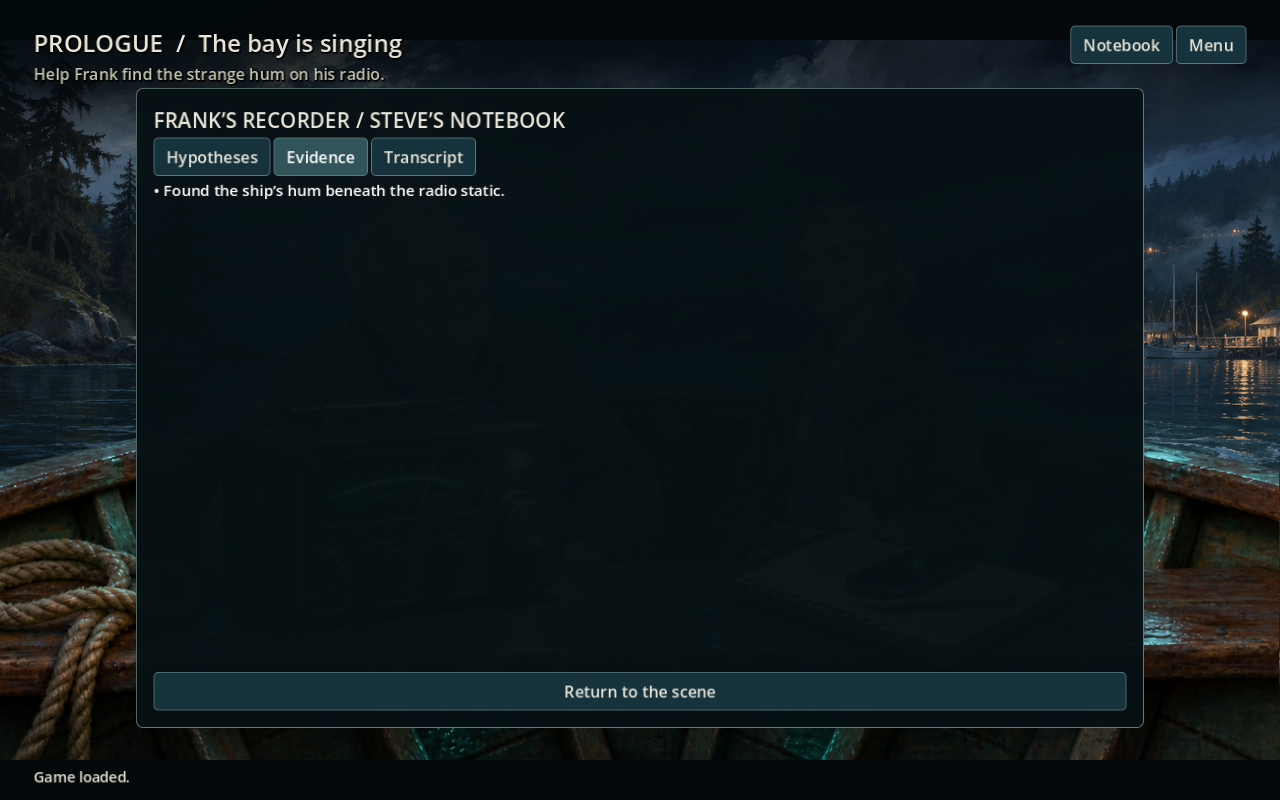 PROLOGUE / The bay is singing
Help Frank find the strange hum on his radio.
Notebook
Menu
FRANK’S RECORDER / STEVE’S NOTEBOOK
Hypotheses
Evidence
Transcript
• Found the ship’s hum beneath the radio static.
Return to the scene
Game loaded.